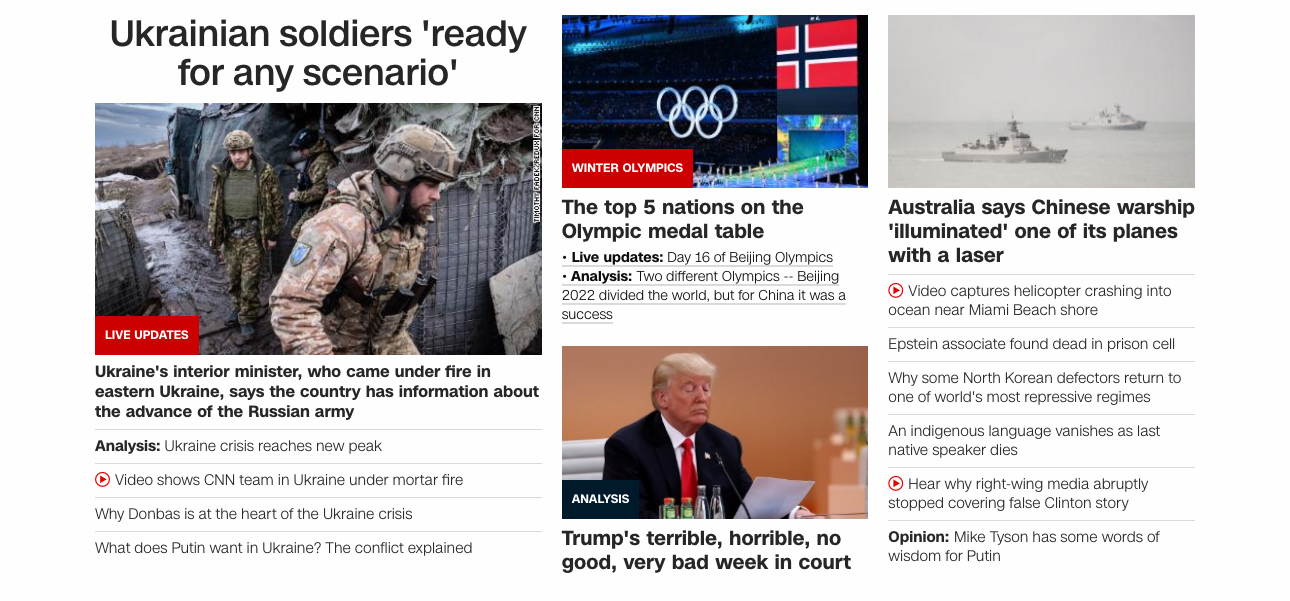 Ukrainian soldiers 'ready
for any scenario'
TIMOTHY FADEK/REDUX FOR CNN
LIVE UPDATES
Ukraine's interior minister, who came under fire in
eastern Ukraine, says the country has information about
the advance of the Russian army
Analysis: Ukraine crisis reaches new peak
Video shows CNN team in Ukraine under mortar fire
Why Donbas is at the heart of the Ukraine crisis
What does Putin want in Ukraine? The conflict explained
WINTER OLYMPICS
The top 5 nations on the
Olympic medal table
• Live updates: Day 16 of Beijing Olympics
• Analysis: Two different Olympics -- Beijing
2022 divided the world, but for China it was a
success
ANALYSIS
Trump's terrible, horrible, no
good, very bad week in court
Australia says Chinese warship
'illuminated' one of its planes
with a laser
Video captures helicopter crashing into
ocean near Miami Beach shore
Epstein associate found dead in prison cell
Why some North Korean defectors return to
one of world's most repressive regimes
An indigenous language vanishes as last
native speaker dies
Hear why right-wing media abruptly
stopped covering false Clinton story
Opinion: Mike Tyson has some words of
wisdom for Putin